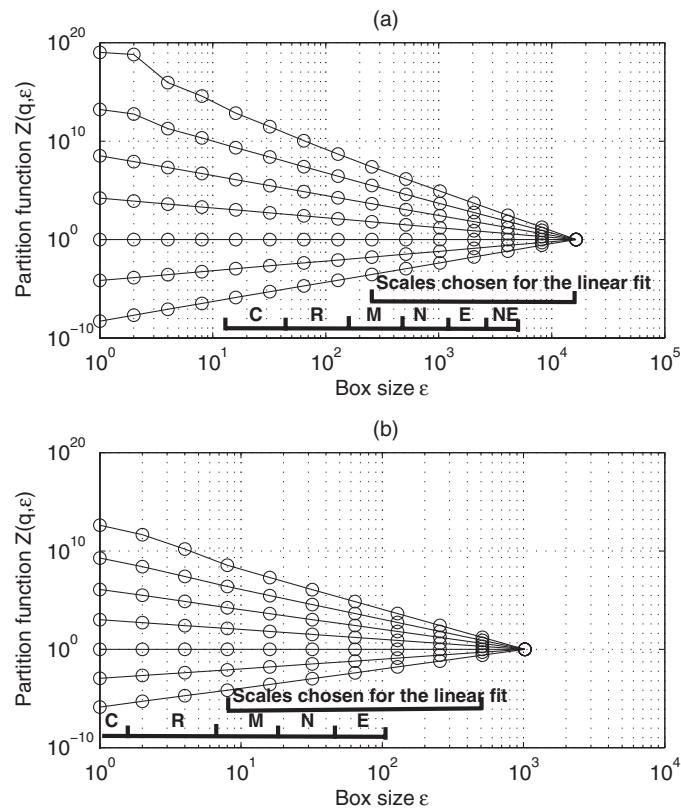 (a)
Partition function Z(q,ε)
10^20
10^10
10^0
10^-10
Scales chosen for the linear fit
C R M N E NE
10^0 10^1 10^2 10^3 10^4 10^5
Box size ε
(b)
Partition function Z(q,ε)
10^20
10^10
10^0
10^-10
Scales chosen for the linear fit
C R M N E
10^0 10^1 10^2 10^3 10^4
Box size ε